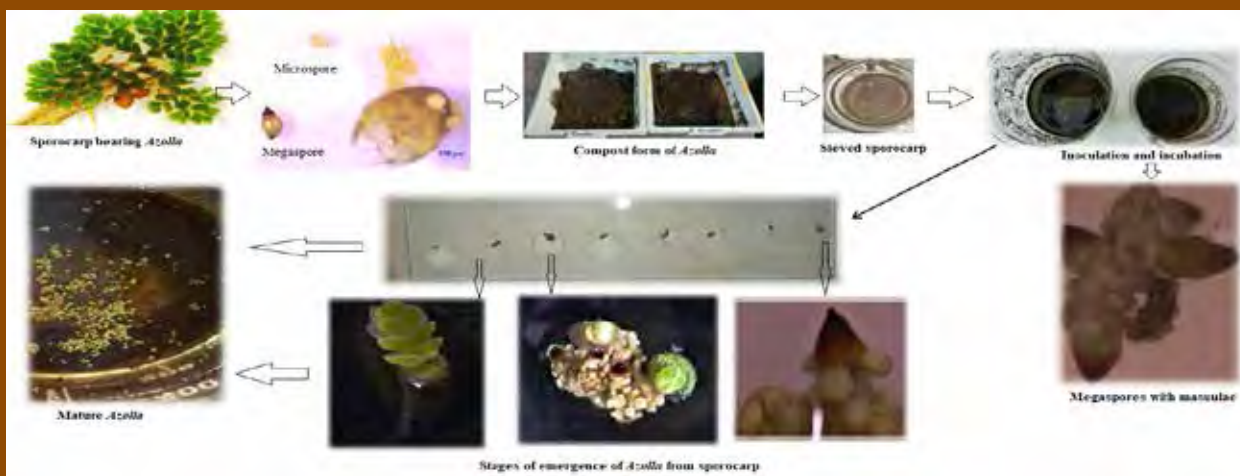 Microspore
Megaspore
Sporocarp bearing Azolla
Compost form of Azolla
Sieved sporocarp
Inoculation and incubation
Megaspores with massulae
Mature Azolla
Stages of emergence of Azolla from sporocarp